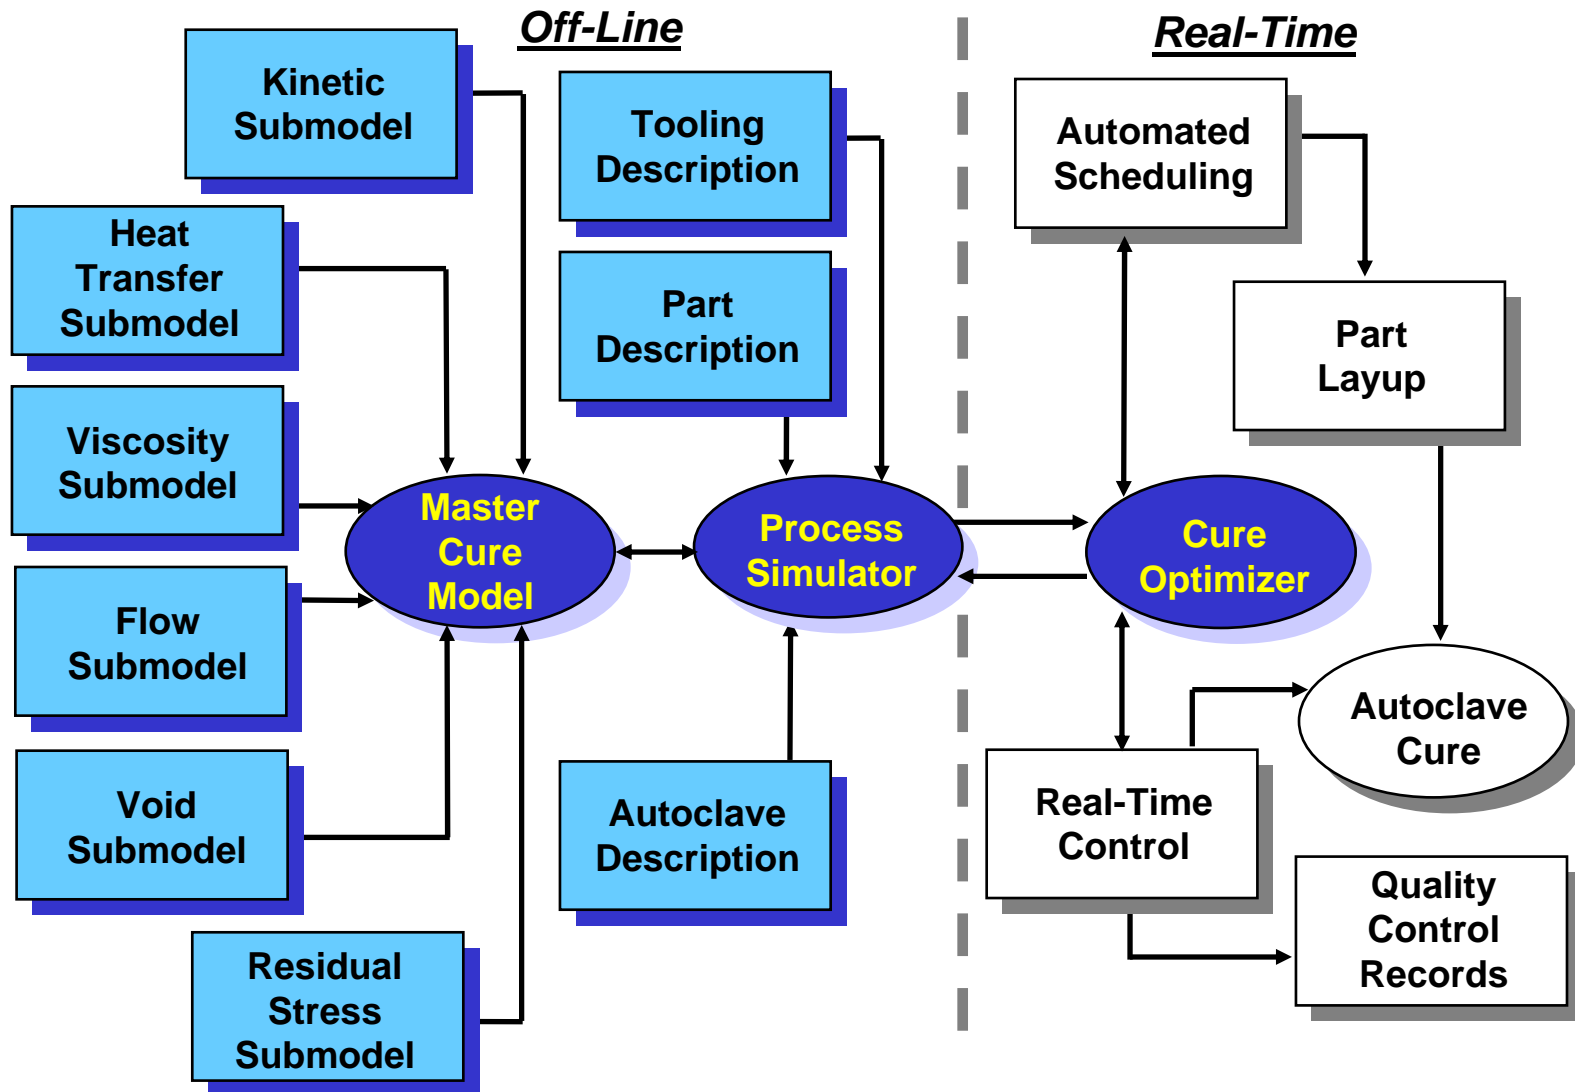 Off-Line
Real-Time
Kinetic
Submodel
Tooling
Description
Automated
Scheduling
Heat
Transfer
Submodel
Part
Description
Part
Layup
Viscosity
Submodel
Master
Cure
Model
Process
Simulator
Cure
Optimizer
Flow
Submodel
Autoclave
Cure
Void
Submodel
Autoclave
Description
Real-Time
Control
Quality
Control
Records
Residual
Stress
Submodel